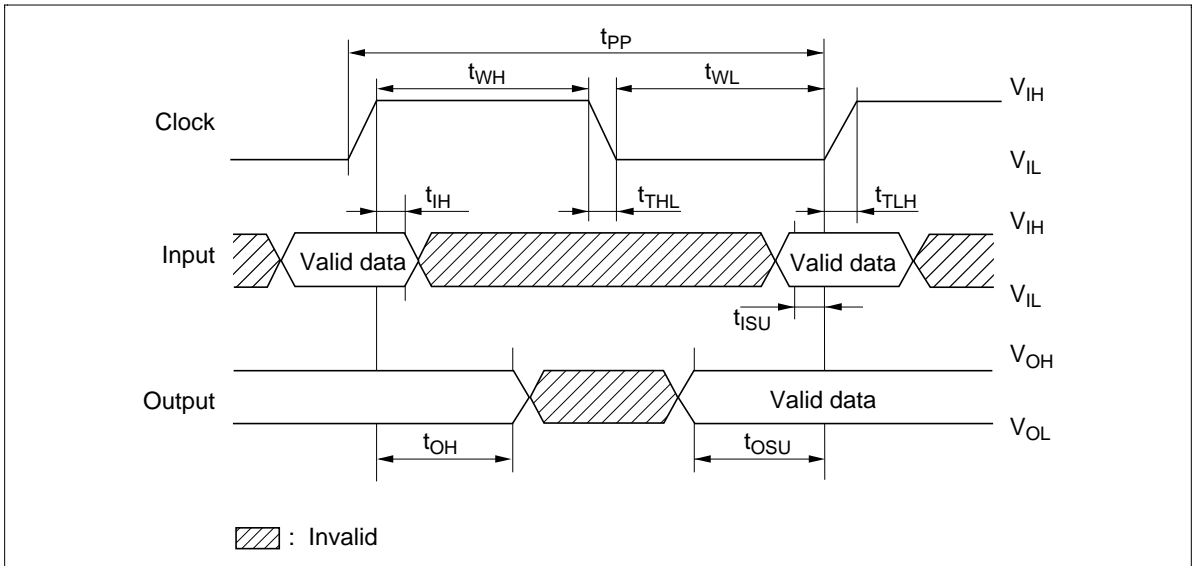 tPP
tWH
tWL
Clock
VIH
VIL
tIH
tTHL
tTLH
Input
Valid data
Valid data
VIH
VIL
tISU
VOH
Output
Valid data
VOL
tOH
tOSU
: Invalid